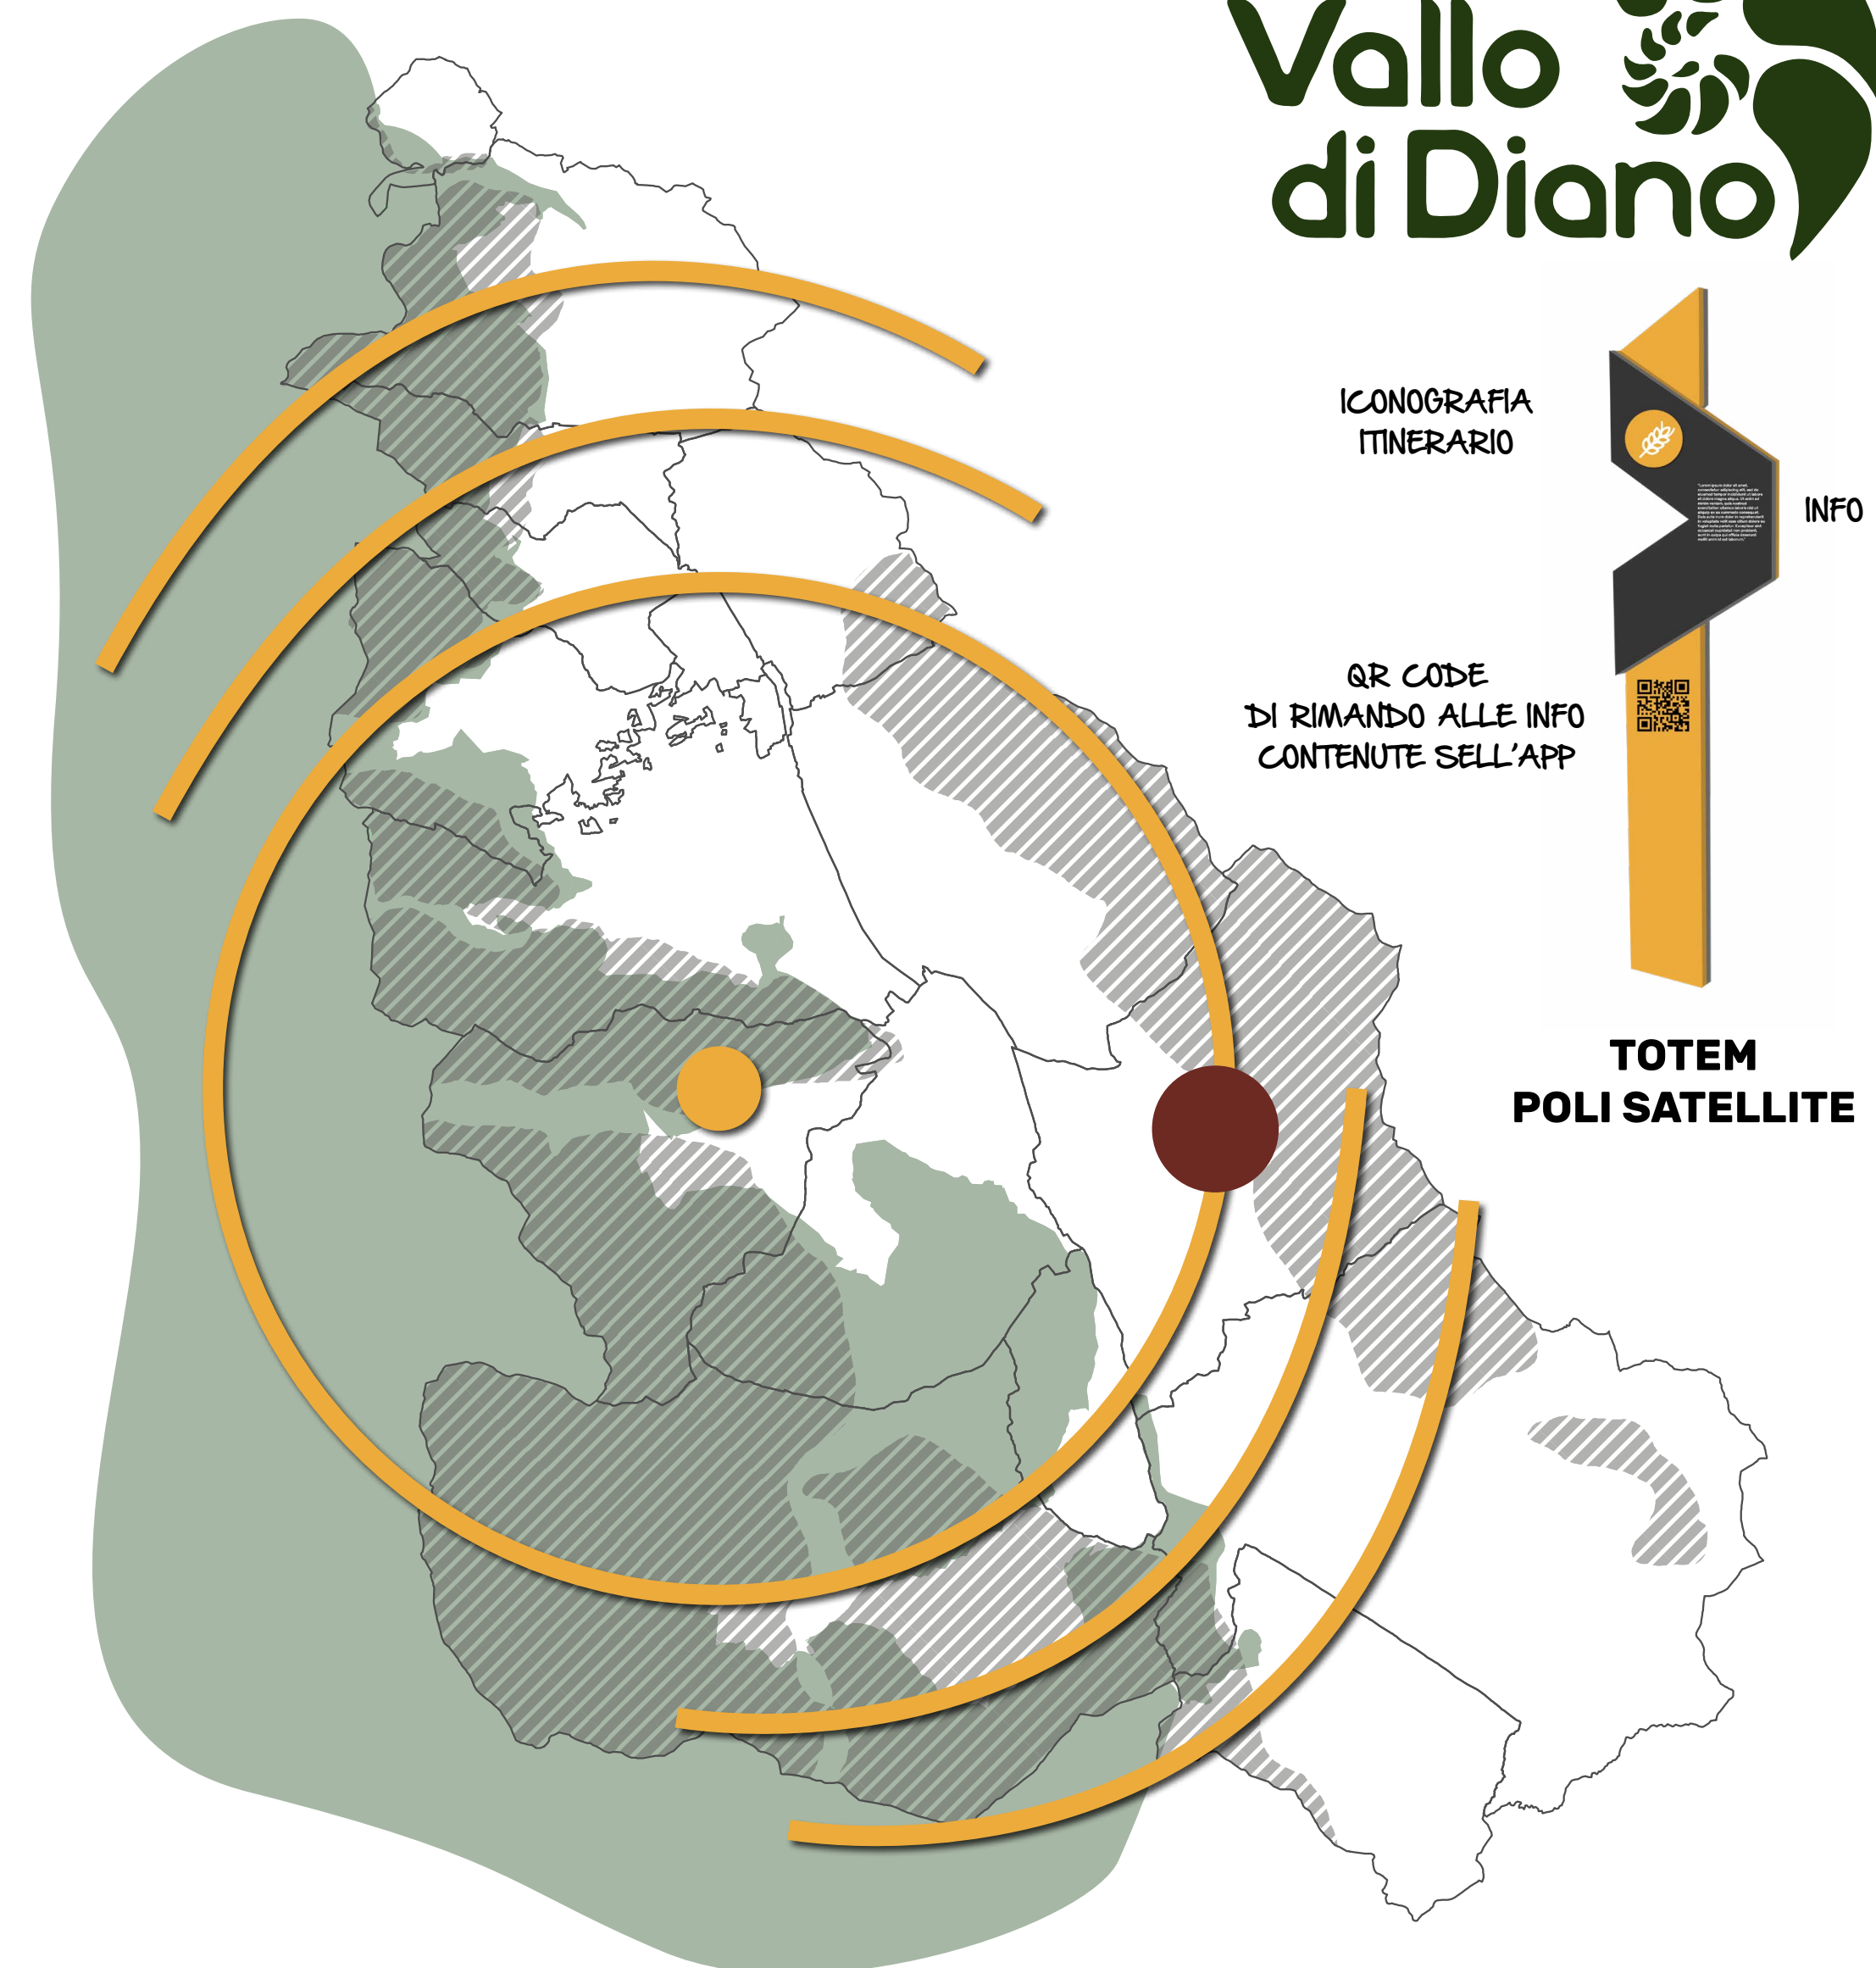 Vallo
di Diano
ICONOGRAFIA
ITINERARIO
INFO
QR CODE
DI RIMANDO ALLE INFO
CONTENUTE SELL'APP
TOTEM
POLI SATELLITE